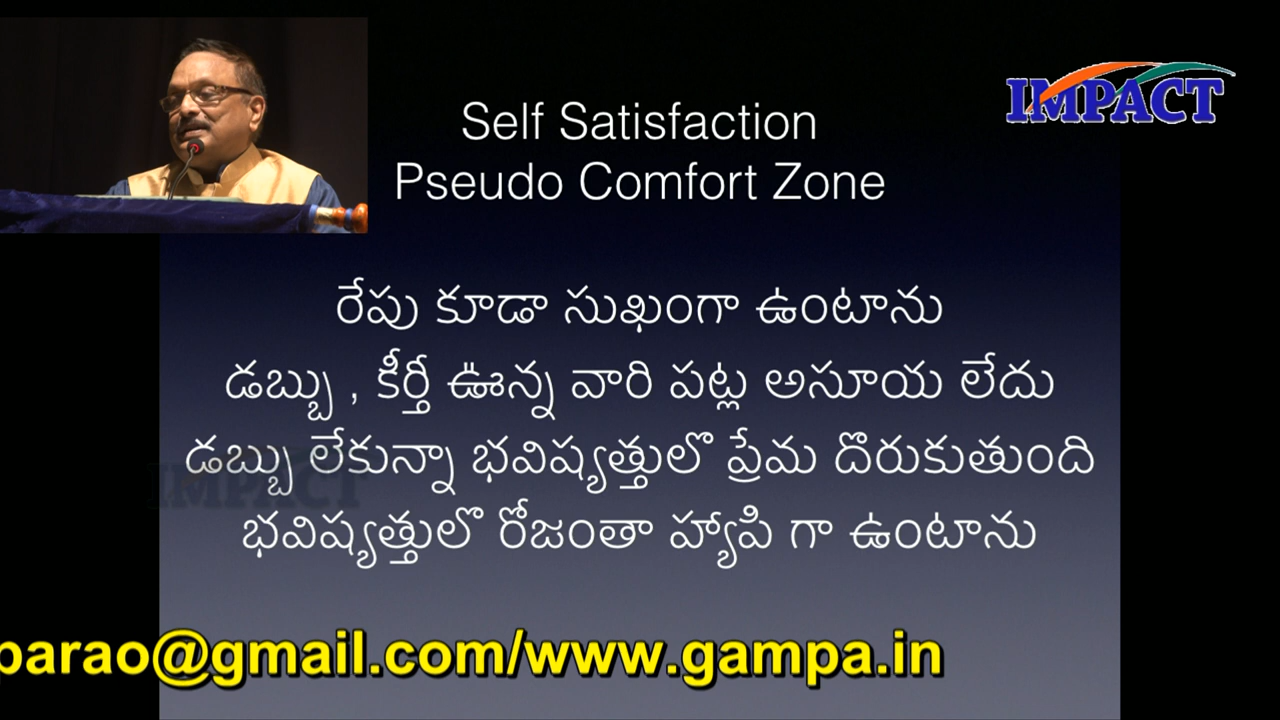 IMPACT
Self Satisfaction
Pseudo Comfort Zone
రేపు కూడా సుఖంగా ఉంటాను
డబ్బు , కీర్తీ ఊన్న వారి పట్ల అసూయ లేదు
డబ్బు లేకున్నా భవిష్యత్తులొ ప్రేమ దొరుకుతుంది
భవిష్యత్తులొ రోజంతా హ్యాపి గా ఉంటాను
IMPACT
parao@gmail.com/www.gampa.in